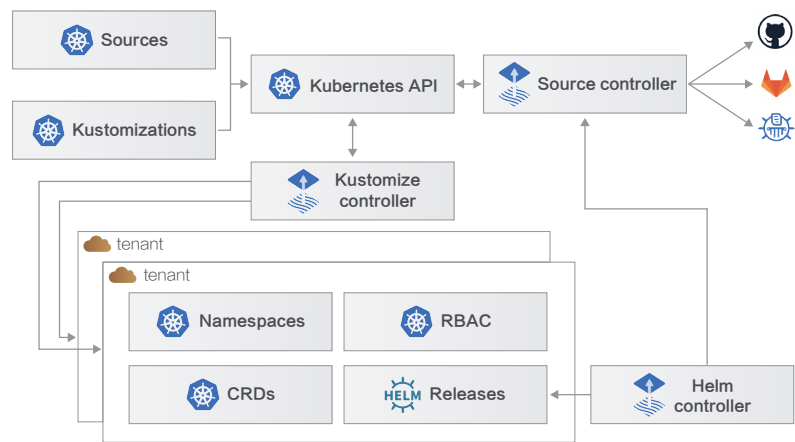 Sources
Kubernetes API
Source controller
Kustomizations
Kustomize
controller
tenant
tenant
Namespaces
RBAC
CRDs
HELM
Releases
Helm
controller